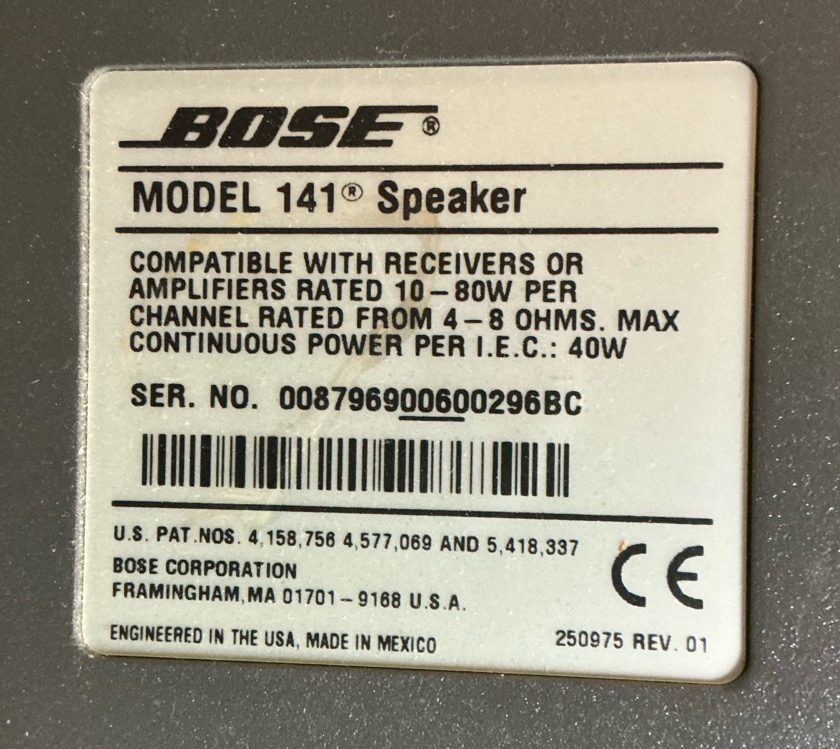 BOSE®
MODEL 141® Speaker
COMPATIBLE WITH RECEIVERS OR
AMPLIFIERS RATED 10–80W PER
CHANNEL RATED FROM 4–8 OHMS. MAX
CONTINUOUS POWER PER I.E.C.: 40W
SER. NO. 008796900600296BC
U.S. PAT.NOS. 4,158,756 4,577,069 AND 5,418,337
BOSE CORPORATION
FRAMINGHAM,MA 01701–9168 U.S.A.
CE
ENGINEERED IN THE USA, MADE IN MEXICO
250975 REV. 01